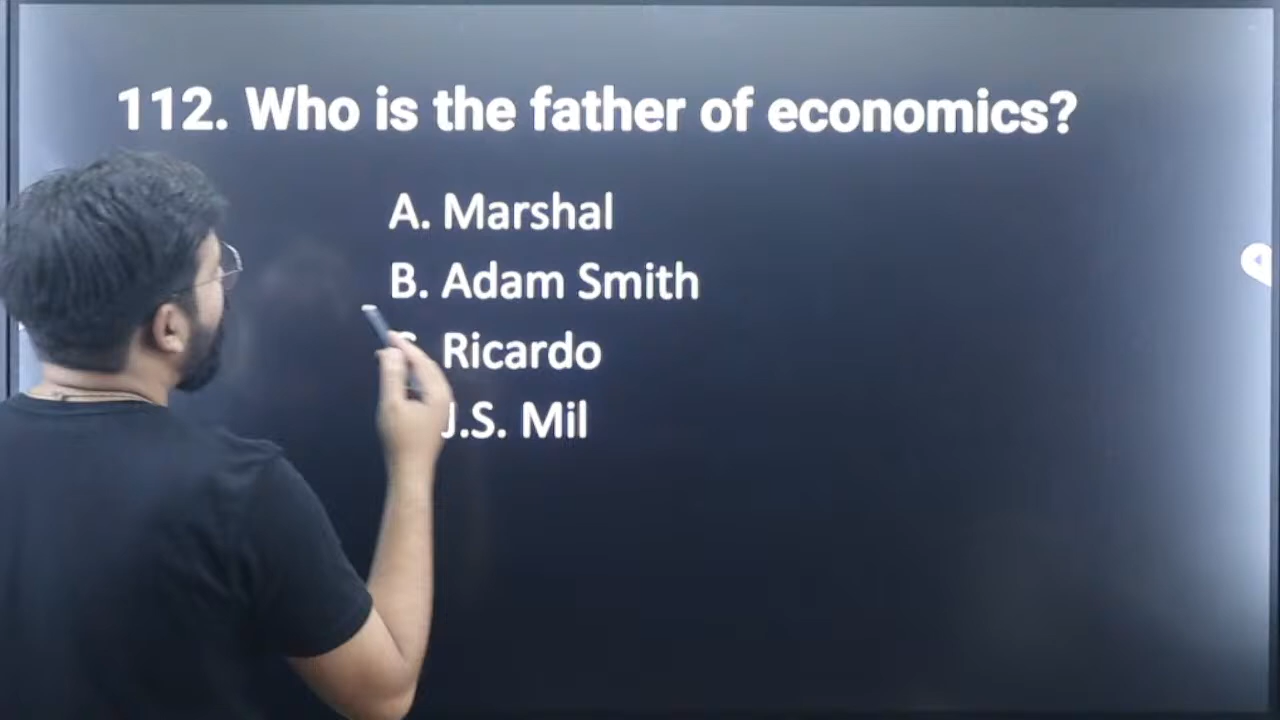 112. Who is the father of economics?
A. Marshal
B. Adam Smith
C. Ricardo
J.S. Mil